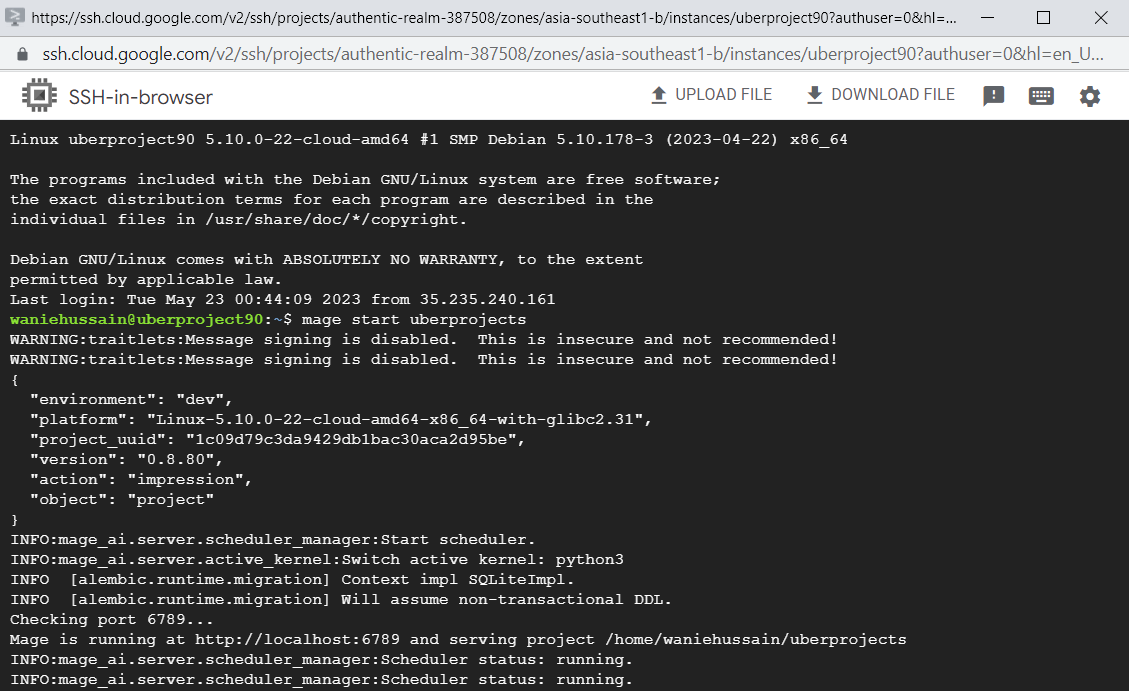 https://ssh.cloud.google.com/v2/ssh/projects/authentic-realm-387508/zones/asia-southeast1-b/instances/uberproject90?authuser=0&hl=...
ssh.cloud.google.com/v2/ssh/projects/authentic-realm-387508/zones/asia-southeast1-b/instances/uberproject90?authuser=0&hl=en_U...
SSH-in-browser UPLOAD FILE DOWNLOAD FILE
Linux uberproject90 5.10.0-22-cloud-amd64 #1 SMP Debian 5.10.178-3 (2023-04-22) x86_64
The programs included with the Debian GNU/Linux system are free software;
the exact distribution terms for each program are described in the
individual files in /usr/share/doc/*/copyright.
Debian GNU/Linux comes with ABSOLUTELY NO WARRANTY, to the extent
permitted by applicable law.
Last login: Tue May 23 00:44:09 2023 from 35.235.240.161
waniehussain@uberproject90:~$ mage start uberprojects
WARNING:traitlets:Message signing is disabled.  This is insecure and not recommended!
WARNING:traitlets:Message signing is disabled.  This is insecure and not recommended!
{
  "environment": "dev",
  "platform": "Linux-5.10.0-22-cloud-amd64-x86_64-with-glibc2.31",
  "project_uuid": "1c09d79c3da9429db1bac30aca2d95be",
  "version": "0.8.80",
  "action": "impression",
  "object": "project"
}
INFO:mage_ai.server.scheduler_manager:Start scheduler.
INFO:mage_ai.server.active_kernel:Switch active kernel: python3
INFO  [alembic.runtime.migration] Context impl SQLiteImpl.
INFO  [alembic.runtime.migration] Will assume non-transactional DDL.
Checking port 6789...
Mage is running at http://localhost:6789 and serving project /home/waniehussain/uberprojects
INFO:mage_ai.server.scheduler_manager:Scheduler status: running.
INFO:mage_ai.server.scheduler_manager:Scheduler status: running.